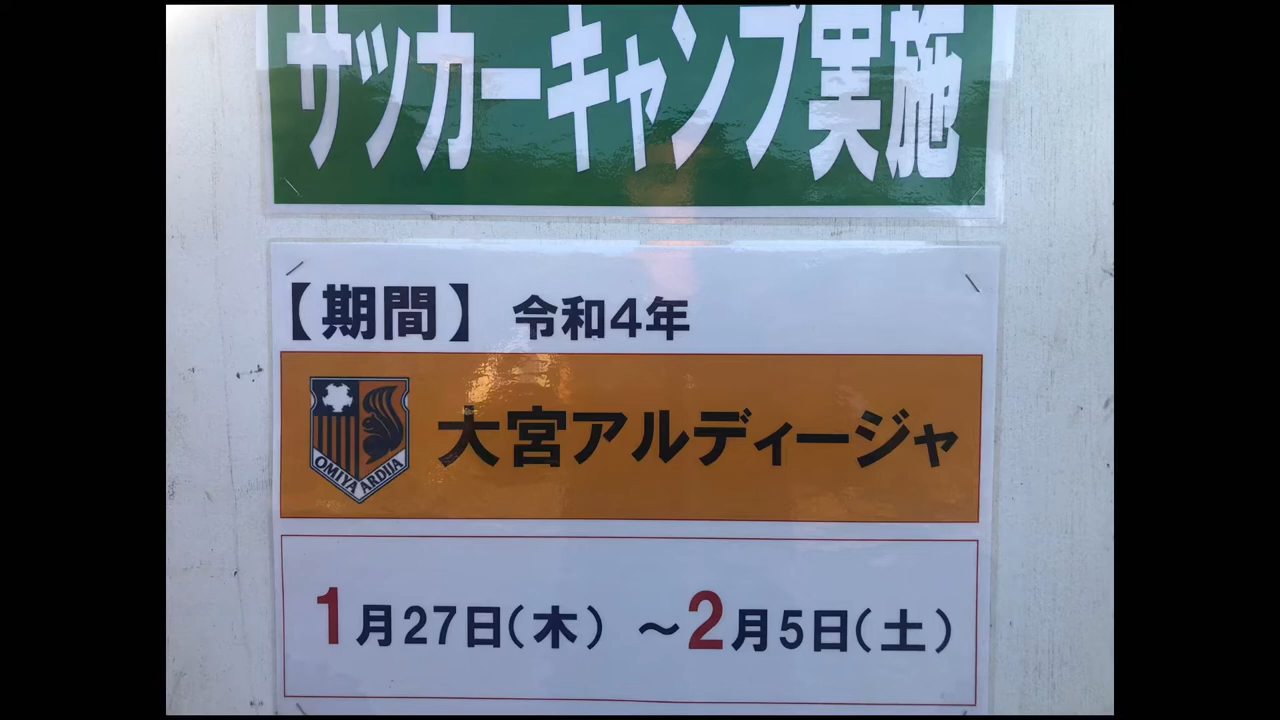 サッカーキャンプ実施
【期間】 令和4年
OMIYA ARDIJA
大宮アルディージャ
1月27日(木) ～2月5日(土)